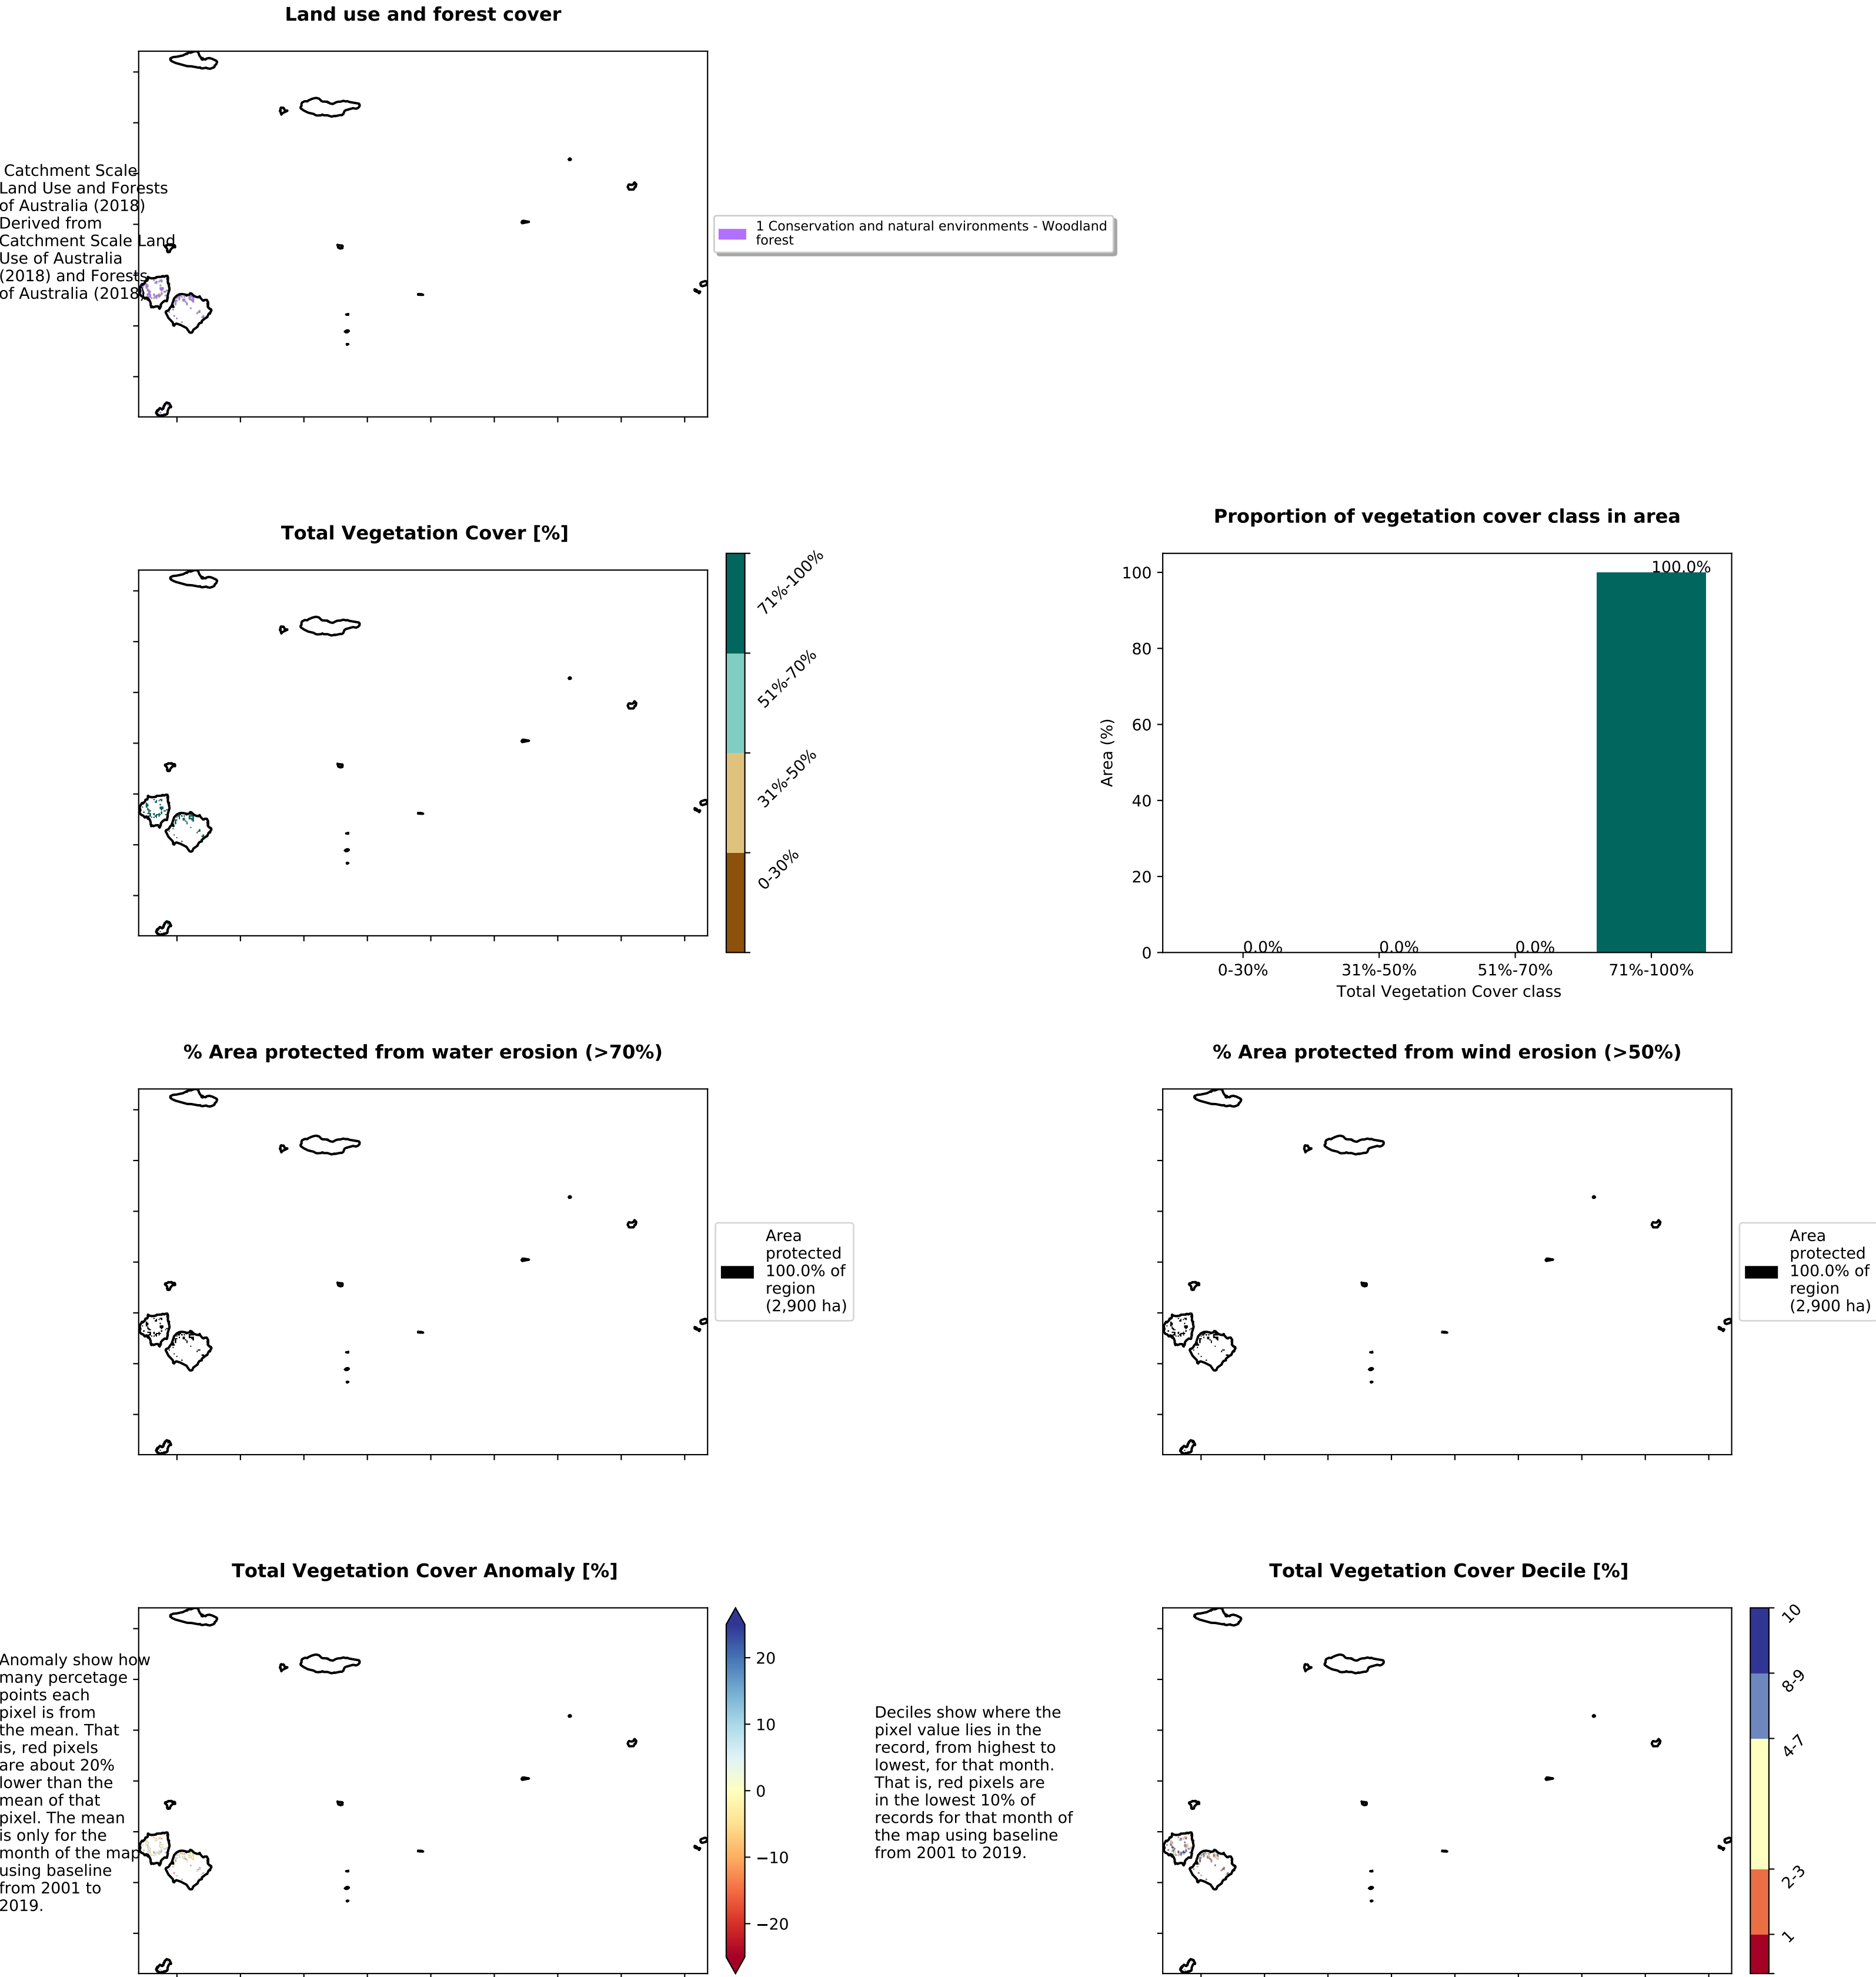 Land use and forest cover
Catchment Scale
Land Use and Forests
of Australia (2018)
Derived from
Catchment Scale Land
Use of Australia
(2018) and Forests
of Australia (2018)
1 Conservation and natural environments - Woodland
forest
Total Vegetation Cover [%]
71%-100%
51%-70%
31%-50%
0-30%
Proportion of vegetation cover class in area
100.0%
100
80
60
40
20
0
Area (%)
0.0%
0.0%
0.0%
0-30%
31%-50%
51%-70%
71%-100%
Total Vegetation Cover class
% Area protected from water erosion (>70%)
Area
protected
100.0% of
region
(2,900 ha)
% Area protected from wind erosion (>50%)
Area
protected
100.0% of
region
(2,900 ha)
Total Vegetation Cover Anomaly [%]
Anomaly show how
many percetage
points each
pixel is from
the mean. That
is, red pixels
are about 20%
lower than the
mean of that
pixel. The mean
is only for the
month of the map
using baseline
from 2001 to
2019.
20
10
0
−10
−20
Total Vegetation Cover Decile [%]
Deciles show where the
pixel value lies in the
record, from highest to
lowest, for that month.
That is, red pixels are
in the lowest 10% of
records for that month of
the map using baseline
from 2001 to 2019.
10
8-9
4-7
2-3
1